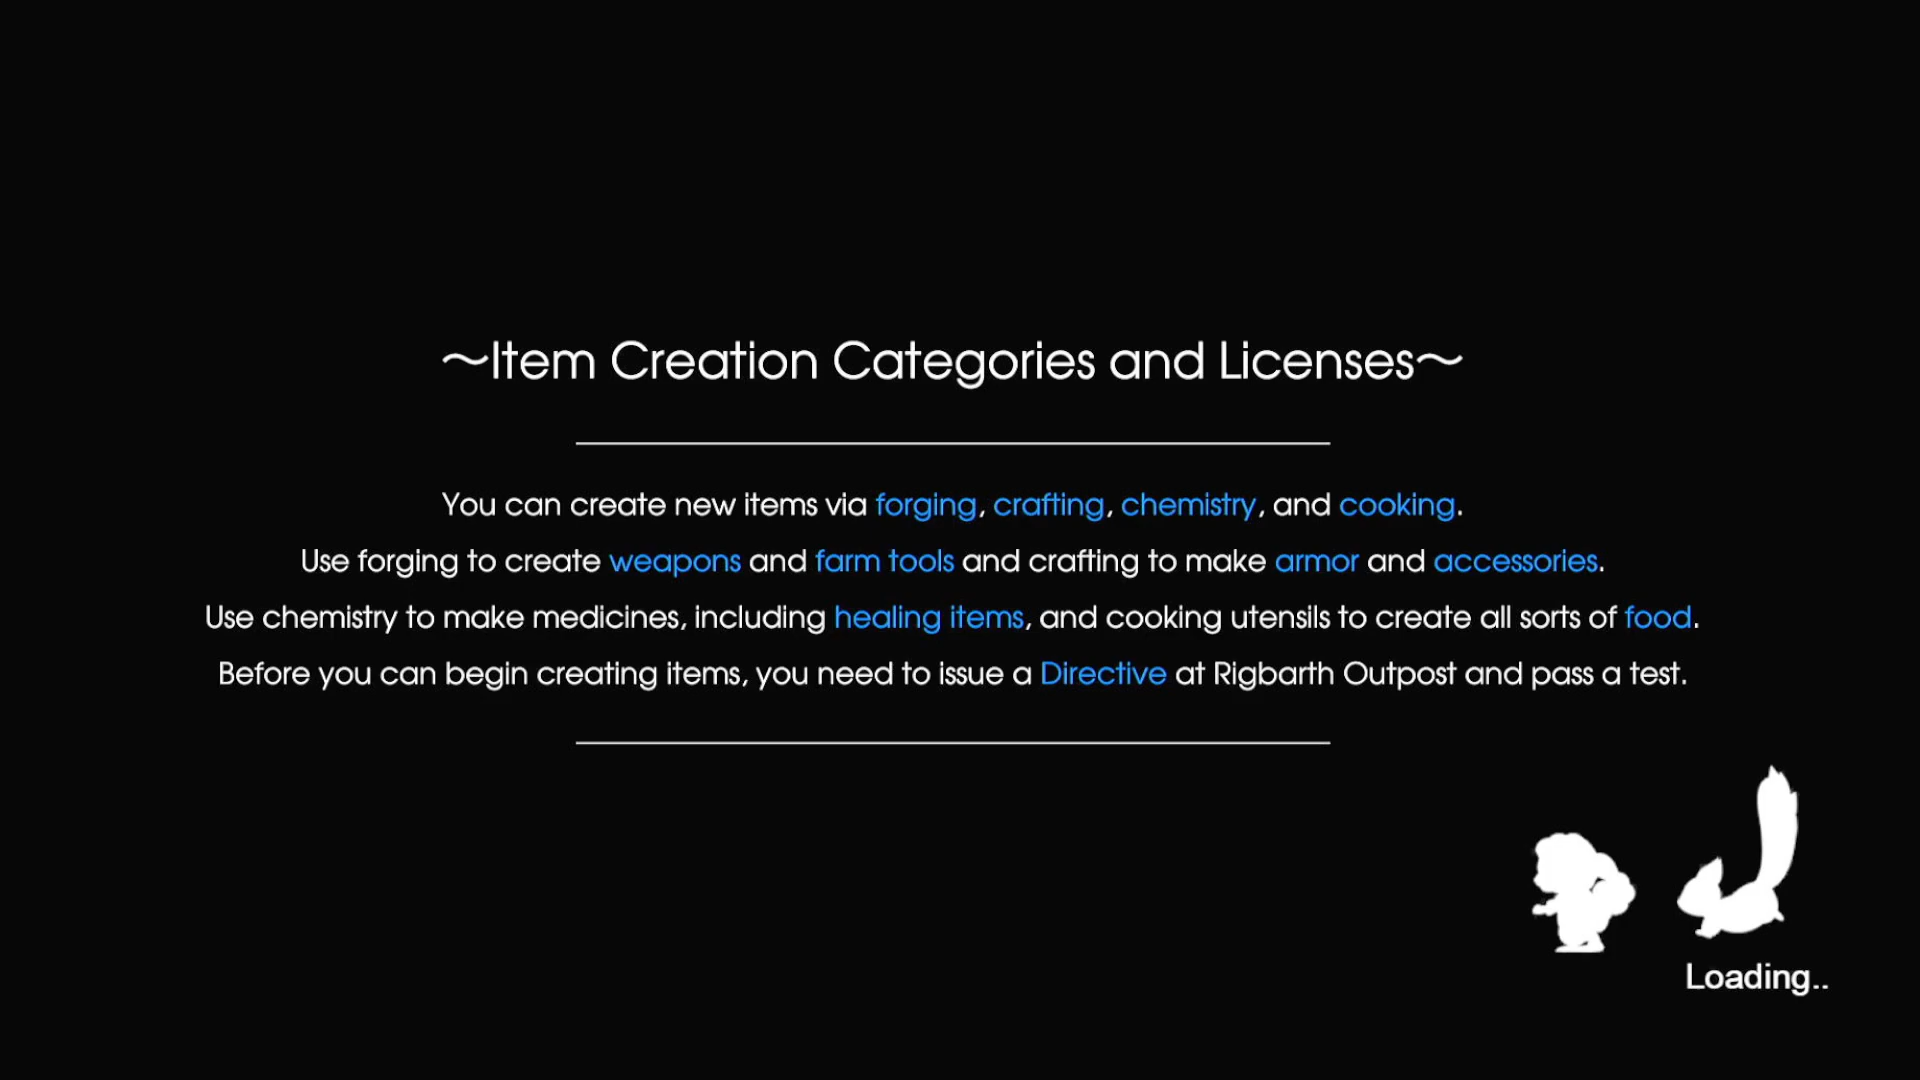 ～Item Creation Categories and Licenses～
You can create new items via forging, crafting, chemistry, and cooking.
Use forging to create weapons and farm tools and crafting to make armor and accessories.
Use chemistry to make medicines, including healing items, and cooking utensils to create all sorts of food.
Before you can begin creating items, you need to issue a Directive at Rigbarth Outpost and pass a test.
Loading..